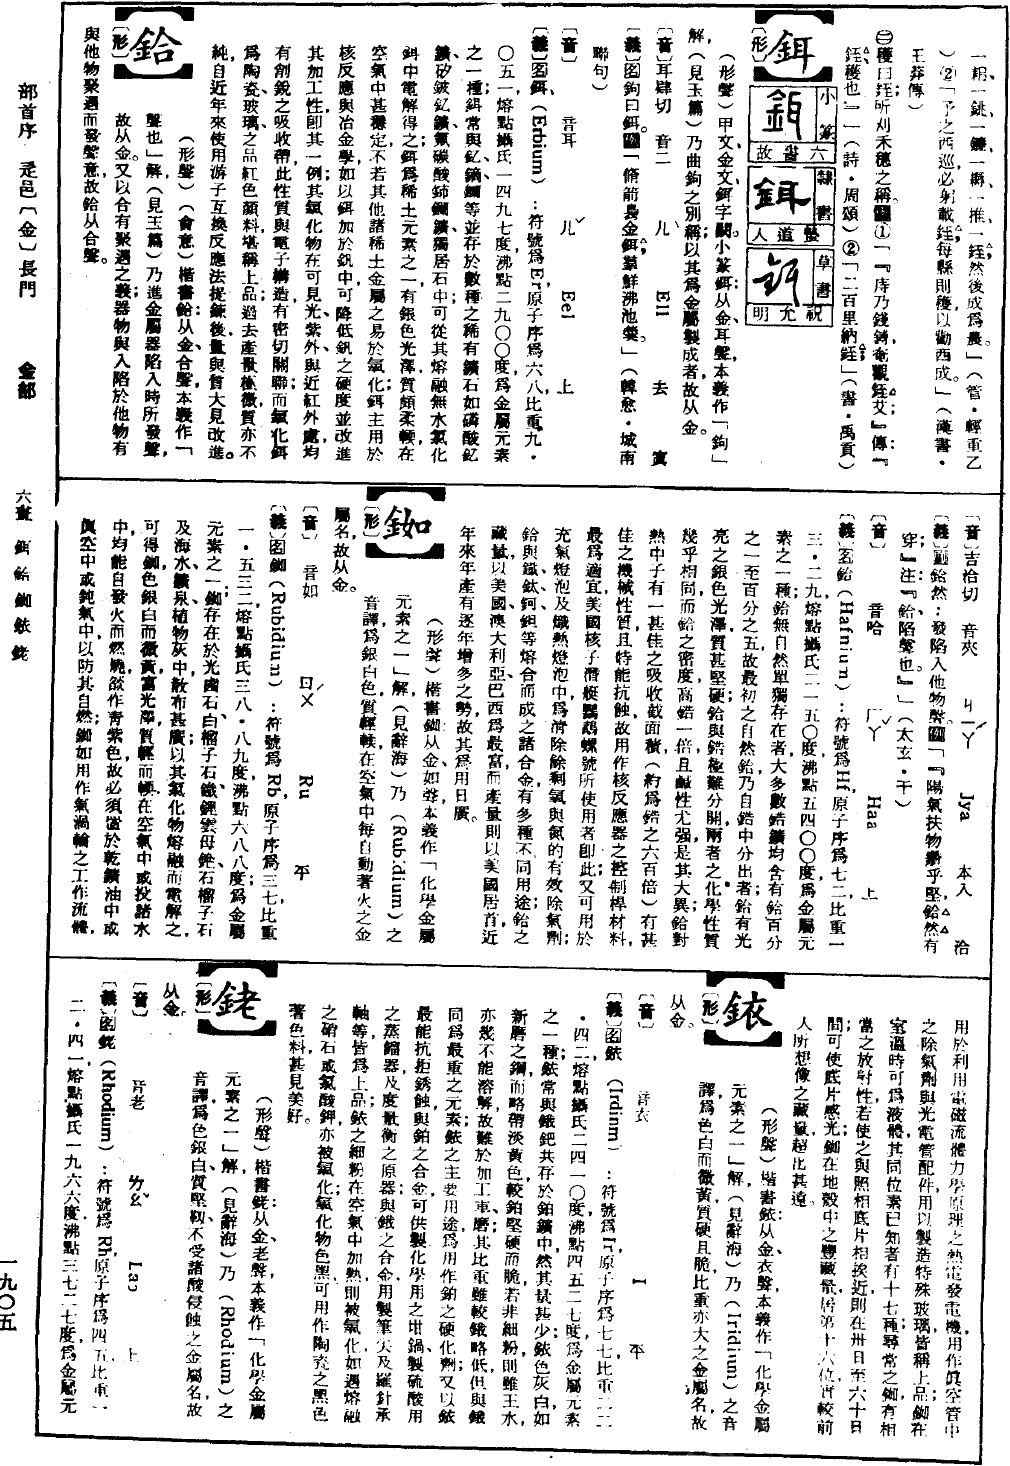 一耜一銚一鎌一鎒一推一銍然後成爲農。」(管・輕重乙
)②「予之西巡必躬載銍每縣則穫以勸西成。」(漢書・
王莽傳)
㊂穫曰銍所刈禾穗之稱①「『庤乃錢鎛奄觀銍艾』傳『
銍穫也』」(詩・周頌)②「二百里納銍」(書・禹貢)
鉺
小篆 六書故
隸書 螯道人
草書 祝允明
〔形〕
(形聲)甲文金文鉺字闕小篆鉺从金耳聲本義作「鉤」
解,(見玉篇)乃曲鉤之別稱以其爲金屬製成者故从金。
〔音〕耳肆切 音二 ㄦˋ El 去 寘
〔義〕名鉤曰鉺。「脩箭裊金鉺羣鮮沸池羹。」(韓愈・城南
聯句)
〔音〕 音耳 ㄦˇ Eel 上
〔義〕名鉺(Erbium):符號爲Er原子序爲六八,比重九・
〇五一,熔點攝氏一四九七度,沸點二九〇〇度;爲金屬元素
之一種;鉺常與釔、鏑、鈥等並存於數種之稀有鑛石如磷酸釔
鑛、矽鈹釔鑛、氟碳酸鈰鑭鑛、獨居石中;可從其熔融無水氯化
鉺中電解得之;鉺爲稀土元素之一,有銀色光澤,質頗柔輭,在
空氣中甚穩定,不若其他諸稀土金屬之易於氧化;鉺主用於
核反應與冶金學如以鉺加於釩中可降低釩之硬度並改進
其加工性即其一例;其氧化物在可見光紫外與近紅外處均
有創銳之吸收帶,此性質與電子構造有密切關聯;而氧化鉺
爲陶瓷、玻璃之品紅色顏料,堪稱上品;過去產量極微,質亦不
純;自近年來使用游子互換反應法提鍊後,量與質大見改進。
鉿
〔形〕
(形聲)(會意)楷書鉿从金合聲,本義作「
聲也」解,(見玉篇)乃進金屬器陷入時所發聲,
故从金。又以合有聚遇之義器物與入陷於他物有
與他物聚遇而發聲意,故鉿从合聲。
〔音〕吉洽切 音夾 ㄐㄧㄚˊ Jya 本入 洽
〔義〕鉿然:發陷入他物聲。「『陽氣扶物鑽乎堅鉿然有
穿。』注:『鉿陷聲也。』」(太玄・干)
〔音〕 音哈 ㄏㄚˇ Haa 上
〔義〕名鉿(Hafnium):符號爲Hf,原子序爲七二,比重一
三・二九,熔點攝氏二一五〇度,沸點五四〇〇度;爲金屬元
素之一種;鉿無自然單獨存在者,大多數鋯鑛均含有鉿百分
之一至百分之五,故最初之自然鉿乃自鋯中分出者;鉿有光
亮之銀色光澤,質甚堅硬;鉿與鋯極難分開,兩者之化學性質
幾乎相同;而鉿之密度高鋯一倍且鹹性尤強,是其大異;鉿對
熱中子有一甚佳之吸收截面積,(約爲鋯之六百倍)有甚
佳之機械性質且特能抗蝕,故用作核反應器之控制桿材料,
最爲適宜;美國核子潛艇鸚鵡螺號所使用者即此;又可用於
充氣燈泡及熾熱燈泡中,爲清除餘剩氧與氮的有效除氣劑;
鉿與鐵、鈦、鈳、鉭等熔合而成之諸合金有多種不同用途;鉿之
藏量以美國、澳大利亞、巴西爲最富,而產量則以美國居首,近
年來年產有逐年增多之勢,故其爲用日廣。
銣
〔形〕
(形聲)楷書銣从金如聲,本義作「化學金屬
元素之一」解,(見辭海)乃(Rubidium)之
音譯,爲銀白色,質輕輭,在空氣中每自動著火之金
屬名,故从金。
〔音〕 音如 ㄖㄨˊ Ru 平
〔義〕名銣(Rubidium):符號爲Rb,原子序爲三七,比重
一・五三二,熔點攝氏三八・八九度,沸點六八八度;爲金屬
元素之一;銣存在於光鹵石、白榴子石、鐵鋰雲母、銫石榴子石
及海水、鑛泉、植物灰中,散布甚廣;以其氯化物熔融而電解之,
可得銣色銀白而微黃,富光澤,質輕而輭;在空氣中或投諸水
中均能自發火而燃燒,燄作青紫色,故必須儲於乾鑛油中或
眞空中或鈍氣中,以防其自燃;銣如用作氣渦輪之工作流體,
用於利用電磁流體力學原理之熱電發電機,用作眞空管中
之除氣劑與光電管配件,用以製造特殊玻璃,皆稱上品;銣在
室溫時可爲液體,其同位素已知者有十七種,尋常之銣有相
當之放射性,若使之與照相底片相挨近,則在卅日至六十日
間可使底片感光;銣在地殼中之豐藏量居第十六位,實較前
人所想像之藏量超出甚遠。
銥
〔形〕
(形聲)楷書銥从金衣聲,本義作「化學金屬
元素之一」解,(見辭海)乃(Iridium)之音
譯,爲色白而微黃,質硬且脆,比重亦大之金屬名,故
从金。
〔音〕 音衣 I 平
〔義〕名銥(Irdium):符號爲Ir,原子序爲七七,比重二二
・四二,熔點攝氏二四一〇度,沸點四五二七度;爲金屬元素
之一種;銥常與鋨鈀共存於鉑鑛中,然其量甚少;銥色灰白如
新磨之鋼而略帶淡黃色,較鉑堅硬而脆,若非細粉則雖王水
亦幾不能溶解,故難於加工車磨;其比重雖較鋨略低,但與鋨
同爲最重之元素;銥之主要用途爲用作鉑之硬化劑;又以銥
最能抗拒銹蝕,與鉑之合金可供製化學用之坩鍋、製硫酸用
之蒸鎦器及度量衡之原器;與鋨之合金用製筆尖及羅針承
軸等皆爲上品;銥之細粉在空氣中加熱則被氧化,如遇熔融
之硝石或氯酸鉀亦被氧化,氧化物色黑,可用作陶瓷之黑色
著色料,甚見美好。
銠
〔形〕
(形聲)楷書銠从金老聲,本義作「化學金屬
元素之一」解,(見辭海)乃(Rhodium)之
音譯,爲色銀白,質堅韌,不受諸酸侵蝕之金屬名,故
从金。
〔音〕 音老 ㄌㄠˇ Lao 上
〔義〕名銠(Rhodium):符號爲Rh,原子序爲四五,比重一
二・四一,熔點攝氏一九六六度,沸點三七二七度;爲金屬元
部首序 辵邑〔金〕長門 金部
六畫 鉺 鉿 銣 銥 銠
一九〇五